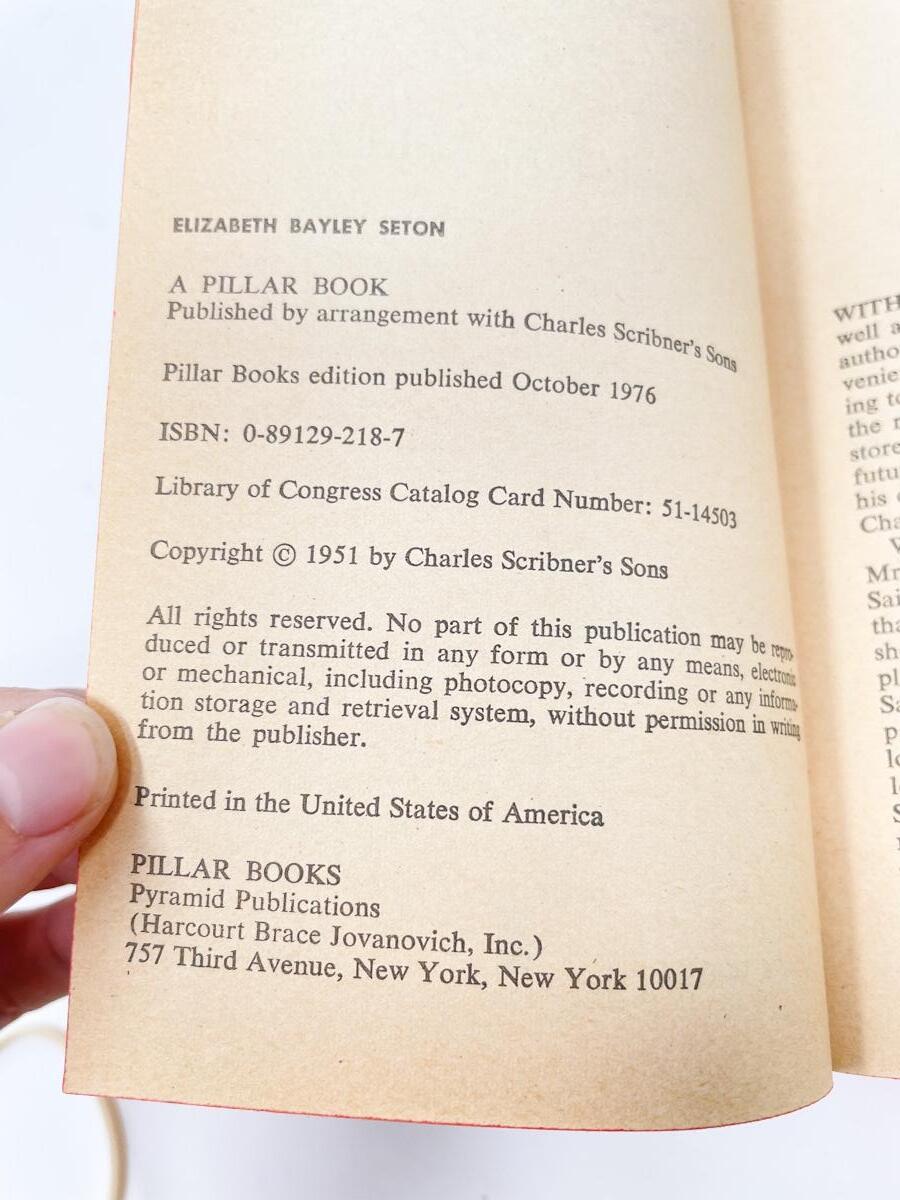 ELIZABETH BAYLEY SETON
A PILLAR BOOK
Published by arrangement with Charles Scribner's Sons
Pillar Books edition published October 1976
ISBN: 0-89129-218-7
Library of Congress Catalog Card Number: 51-14503
Copyright © 1951 by Charles Scribner's Sons
All rights reserved. No part of this publication may be repro-
duced or transmitted in any form or by any means, electronic
or mechanical, including photocopy, recording or any informa-
tion storage and retrieval system, without permission in writing
from the publisher.
Printed in the United States of America
PILLAR BOOKS
Pyramid Publications
(Harcourt Brace Jovanovich, Inc.)
757 Third Avenue, New York, New York 10017
WITH
well
ing
the
his